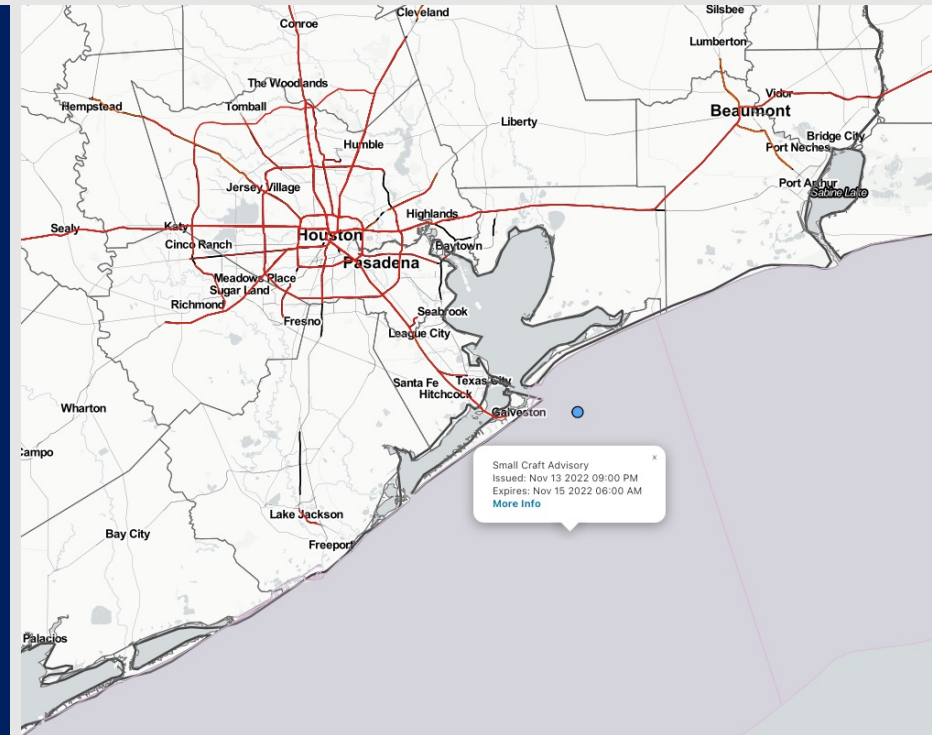 Conroe
Cleveland
Silsbee
Lumberton
The Woodlands
Hempstead
Tomball
Vidor
Beaumont
Liberty
Bridge City
Port Neches
Humble
Port Arthur
Sabine Lake
Jersey Village
Highlands
Sealy
Katy
Houston
Cinco Ranch
Baytown
Pasadena
Meadows Place
Sugar Land
Richmond
Seabrook
Fresno
League City
Santa Fe
Texas City
Hitchcock
Wharton
Galveston
Campo
x
Small Craft Advisory
Issued: Nov 13 2022 09:00 PM
Expires: Nov 15 2022 06:00 AM
More Info
Lake Jackson
Bay City
Freeport
Palacios